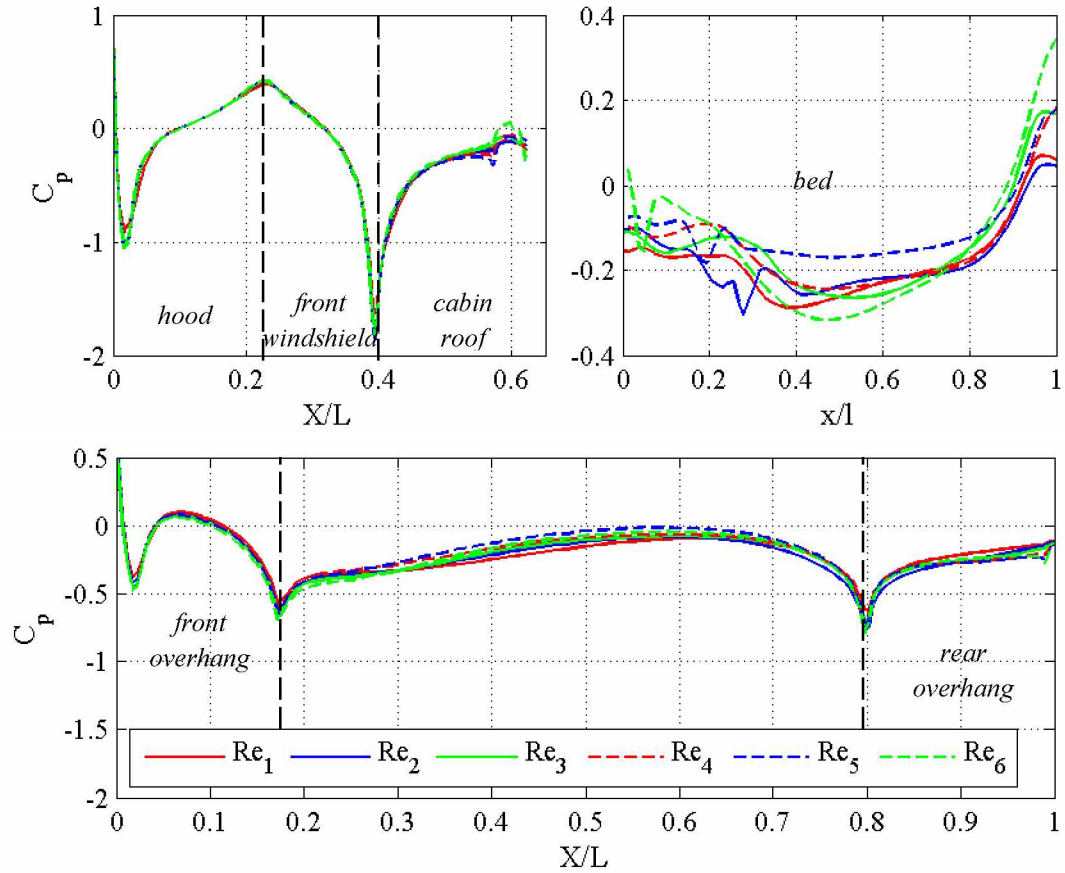 C_p
1
0
-1
-2
hood
front
windshield
cabin
roof
0
0.2
0.4
0.6
X/L
0.4
0.2
0
-0.2
-0.4
bed
0
0.2
0.4
0.6
0.8
1
x/l
C_p
0.5
0
-0.5
-1
-1.5
-2
front
overhang
rear
overhang
Re_1 Re_2 Re_3 Re_4 Re_5 Re_6
0 0.1 0.2 0.3 0.4 0.5 0.6 0.7 0.8 0.9 1
X/L